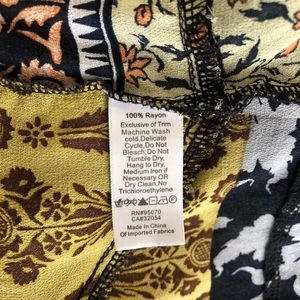 100% Rayon
Exclusive of Trim
Machine Wash
cold,Delicate
Cycle,Do Not
Bleach,Do Not
Tumble Dry,
Hang to Dry,
Medium Iron if
Necessary OR
Dry Clean,No
Trichioroethylene
RN#95070
CA#32054
Made In China
Of Imported Fabrics